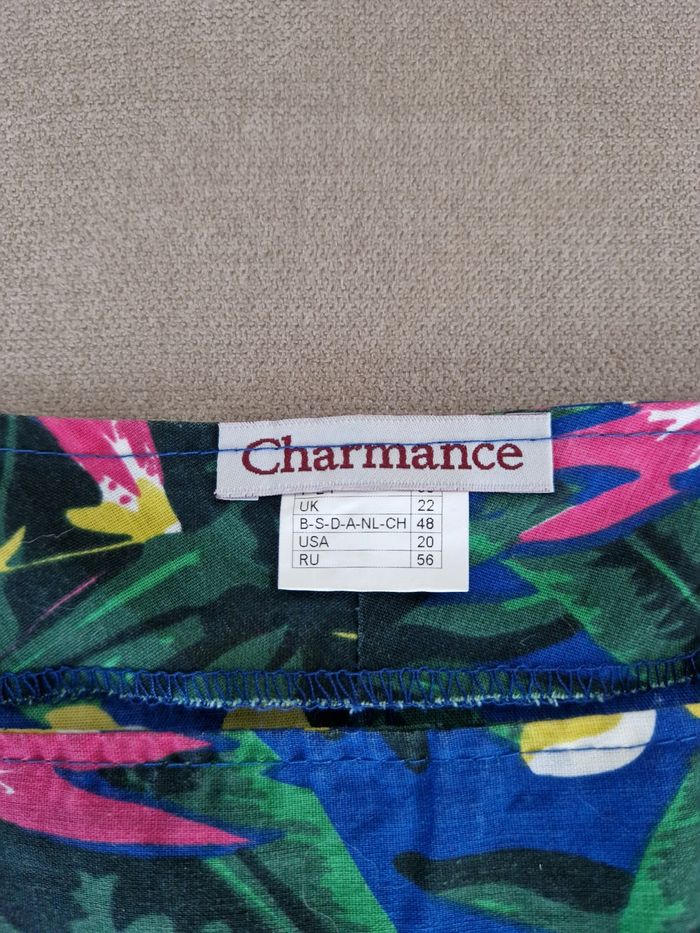 Charmance
UK 22
B-S-D-A-NL-CH 48
USA 20
RU 56